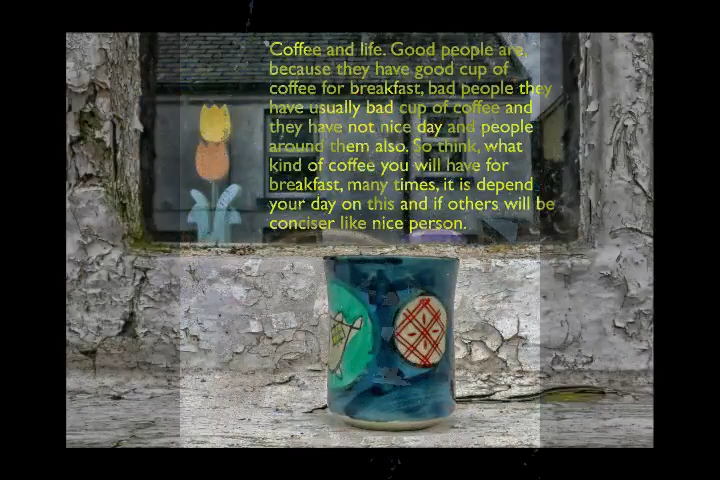 Coffee and life. Good people are,
because they have good cup of
coffee for breakfast, bad people they
have usually bad cup of coffee and
they have not nice day and people
around them also. So think, what
kind of coffee you will have for
breakfast, many times, it is depend
your day on this and if others will be
conciser like nice person.